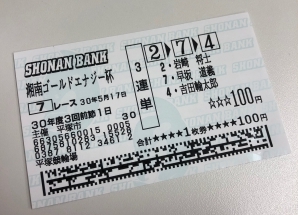 SHONAN BANK
湘南ゴールドエナジー杯
7 レース 30年5月17日
30年度3回前節1日
主催 平塚市 30
平塚競輪場
3連単
2▶7▶4
2・岩崎 将士
7・早坂 道義
4・吉田輪太郎
☆☆☆100円
合計★★★★1枚券★★★★100円